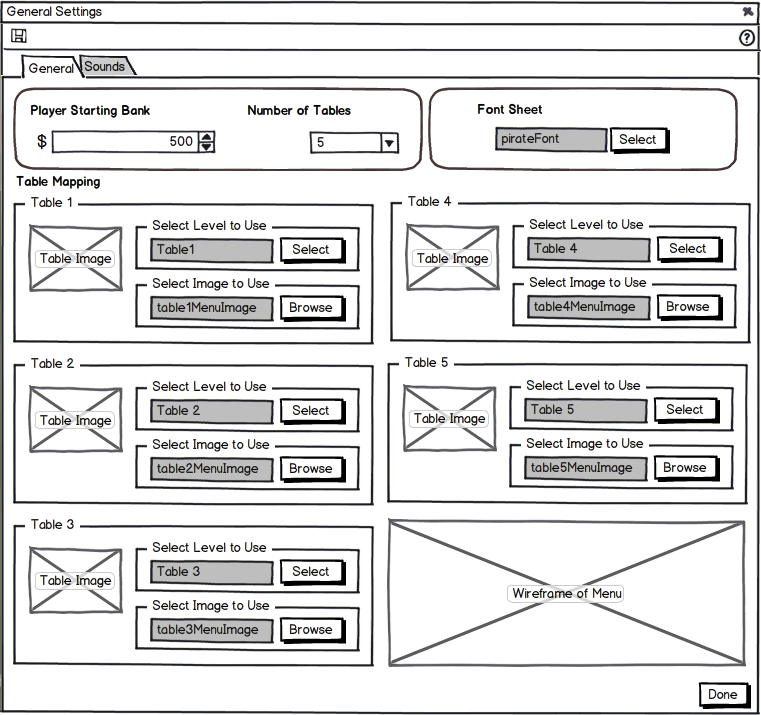 General Settings
General
Sounds
Player Starting Bank
Number of Tables
Font Sheet
$ 500
5
pirateFont
Select
Table Mapping
Table 1
Table Image
Select Level to Use
Table1
Select
Select Image to Use
table1MenuImage
Browse
Table 4
Table Image
Select Level to Use
Table 4
Select
Select Image to Use
table4MenuImage
Browse
Table 2
Table Image
Select Level to Use
Table 2
Select
Select Image to Use
table2MenuImage
Browse
Table 5
Table Image
Select Level to Use
Table 5
Select
Select Image to Use
table5MenuImage
Browse
Table 3
Table Image
Select Level to Use
Table 3
Select
Select Image to Use
table3MenuImage
Browse
Wireframe of Menu
Done